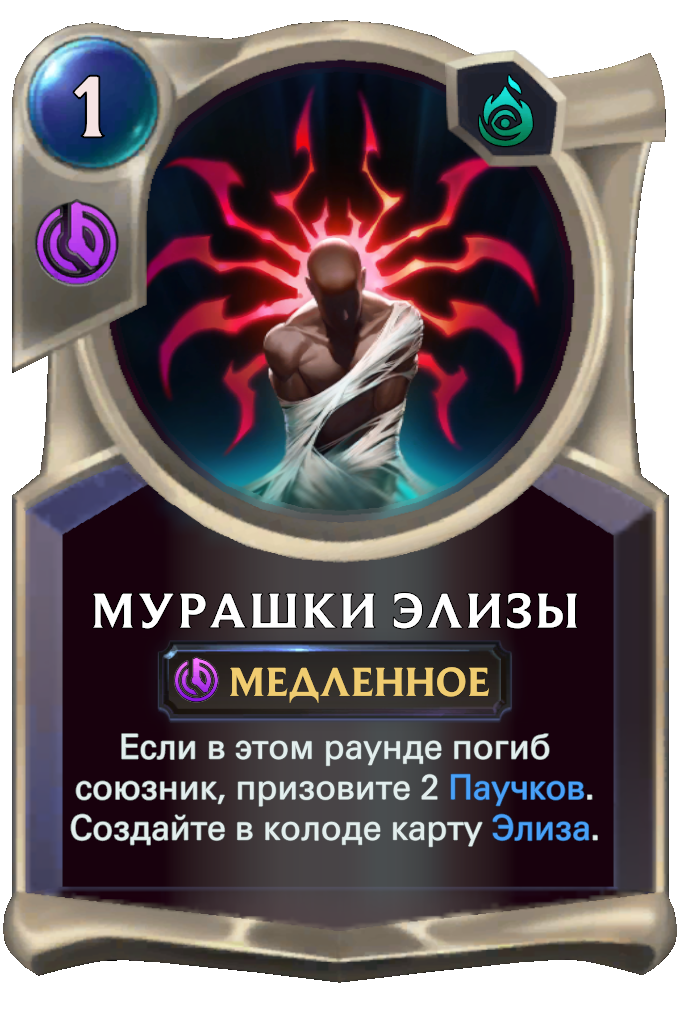 1
МУРАШКИ ЭЛИЗЫ
МЕДЛЕННОЕ
Если в этом раунде погиб
союзник, призовите 2 Паучков.
Создайте в колоде карту Элиза.